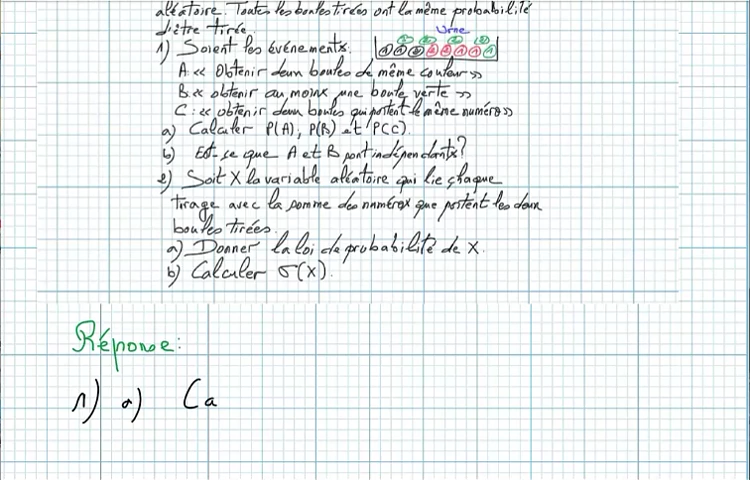 aléatoire. Toutes les boules tirées ont la même probabilité
d'être tirée.
Urne
1) Soient les événements.
A « Obtenir deux boules de même couleur »
B « obtenir au moins une boule verte »
C : « obtenir deux boules qui portent le même numéro »
a) Calculer P(A), P(B) et P(C).
b) Est-se que A et B sont indépendants?
2) Soit X la variable aléatoire qui lie chaque
tirage avec la somme des numéros que portent les deux
boules tirées.
a) Donner la loi de probabilité de X.
b) Calculer σ(X).
Réponse:
1) a) Ca